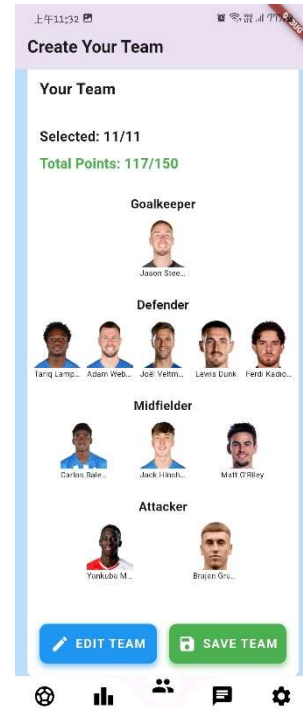 上午11:32
Create Your Team
Your Team
Selected: 11/11
Total Points: 117/150
Goalkeeper
Jason Stee...
Defender
Tariq Lamp... Adam Web... Joël Veltm... Lewis Dunk Ferdi Kadıo...
Midfielder
Carlos Bale... Jack Hinsh... Matt O'Riley
Attacker
Yankuba M... Brajan Gru...
EDIT TEAM SAVE TEAM